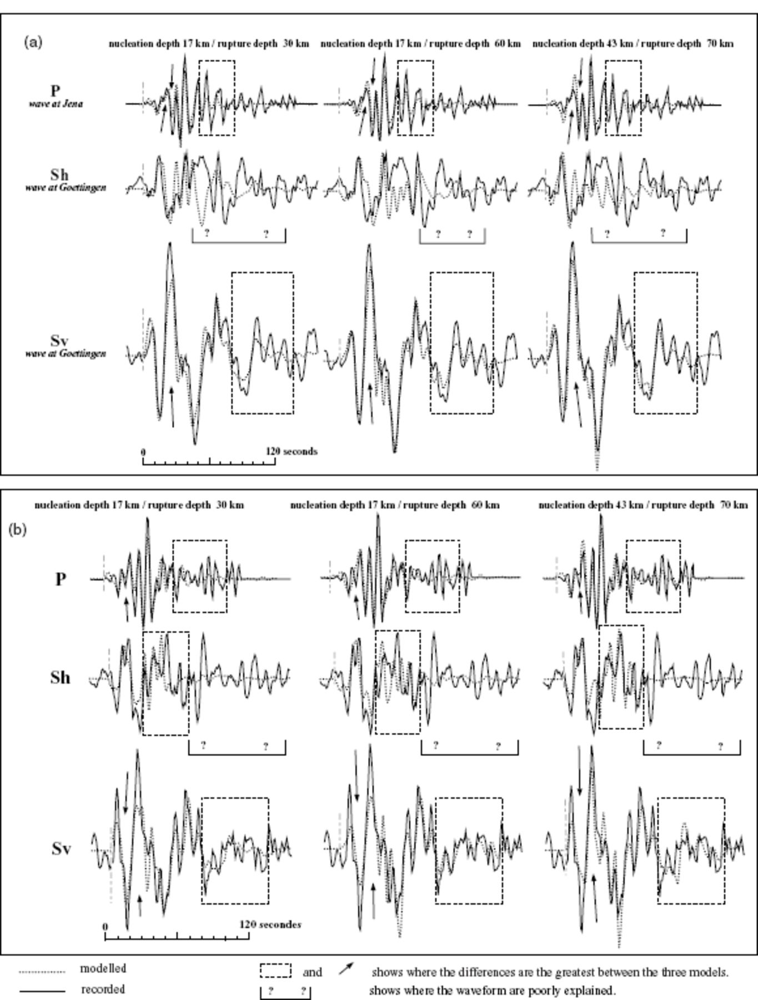 (a)
nucleation depth 17 km / rupture depth 30 km
nucleation depth 17 km / rupture depth 60 km
nucleation depth 43 km / rupture depth 70 km
P
wave at Jena
Sh
wave at Goettingen
? ?
? ?
? ?
Sv
wave at Goettingen
0 120 seconds
nucleation depth 17 km / rupture depth 30 km
nucleation depth 17 km / rupture depth 60 km
nucleation depth 43 km / rupture depth 70 km
(b)
P
Sh
? ?
? ?
? ?
Sv
0 120 secondes
modelled
and shows where the differences are the greatest between the three models.
recorded
? ? shows where the waveform are poorly explained.